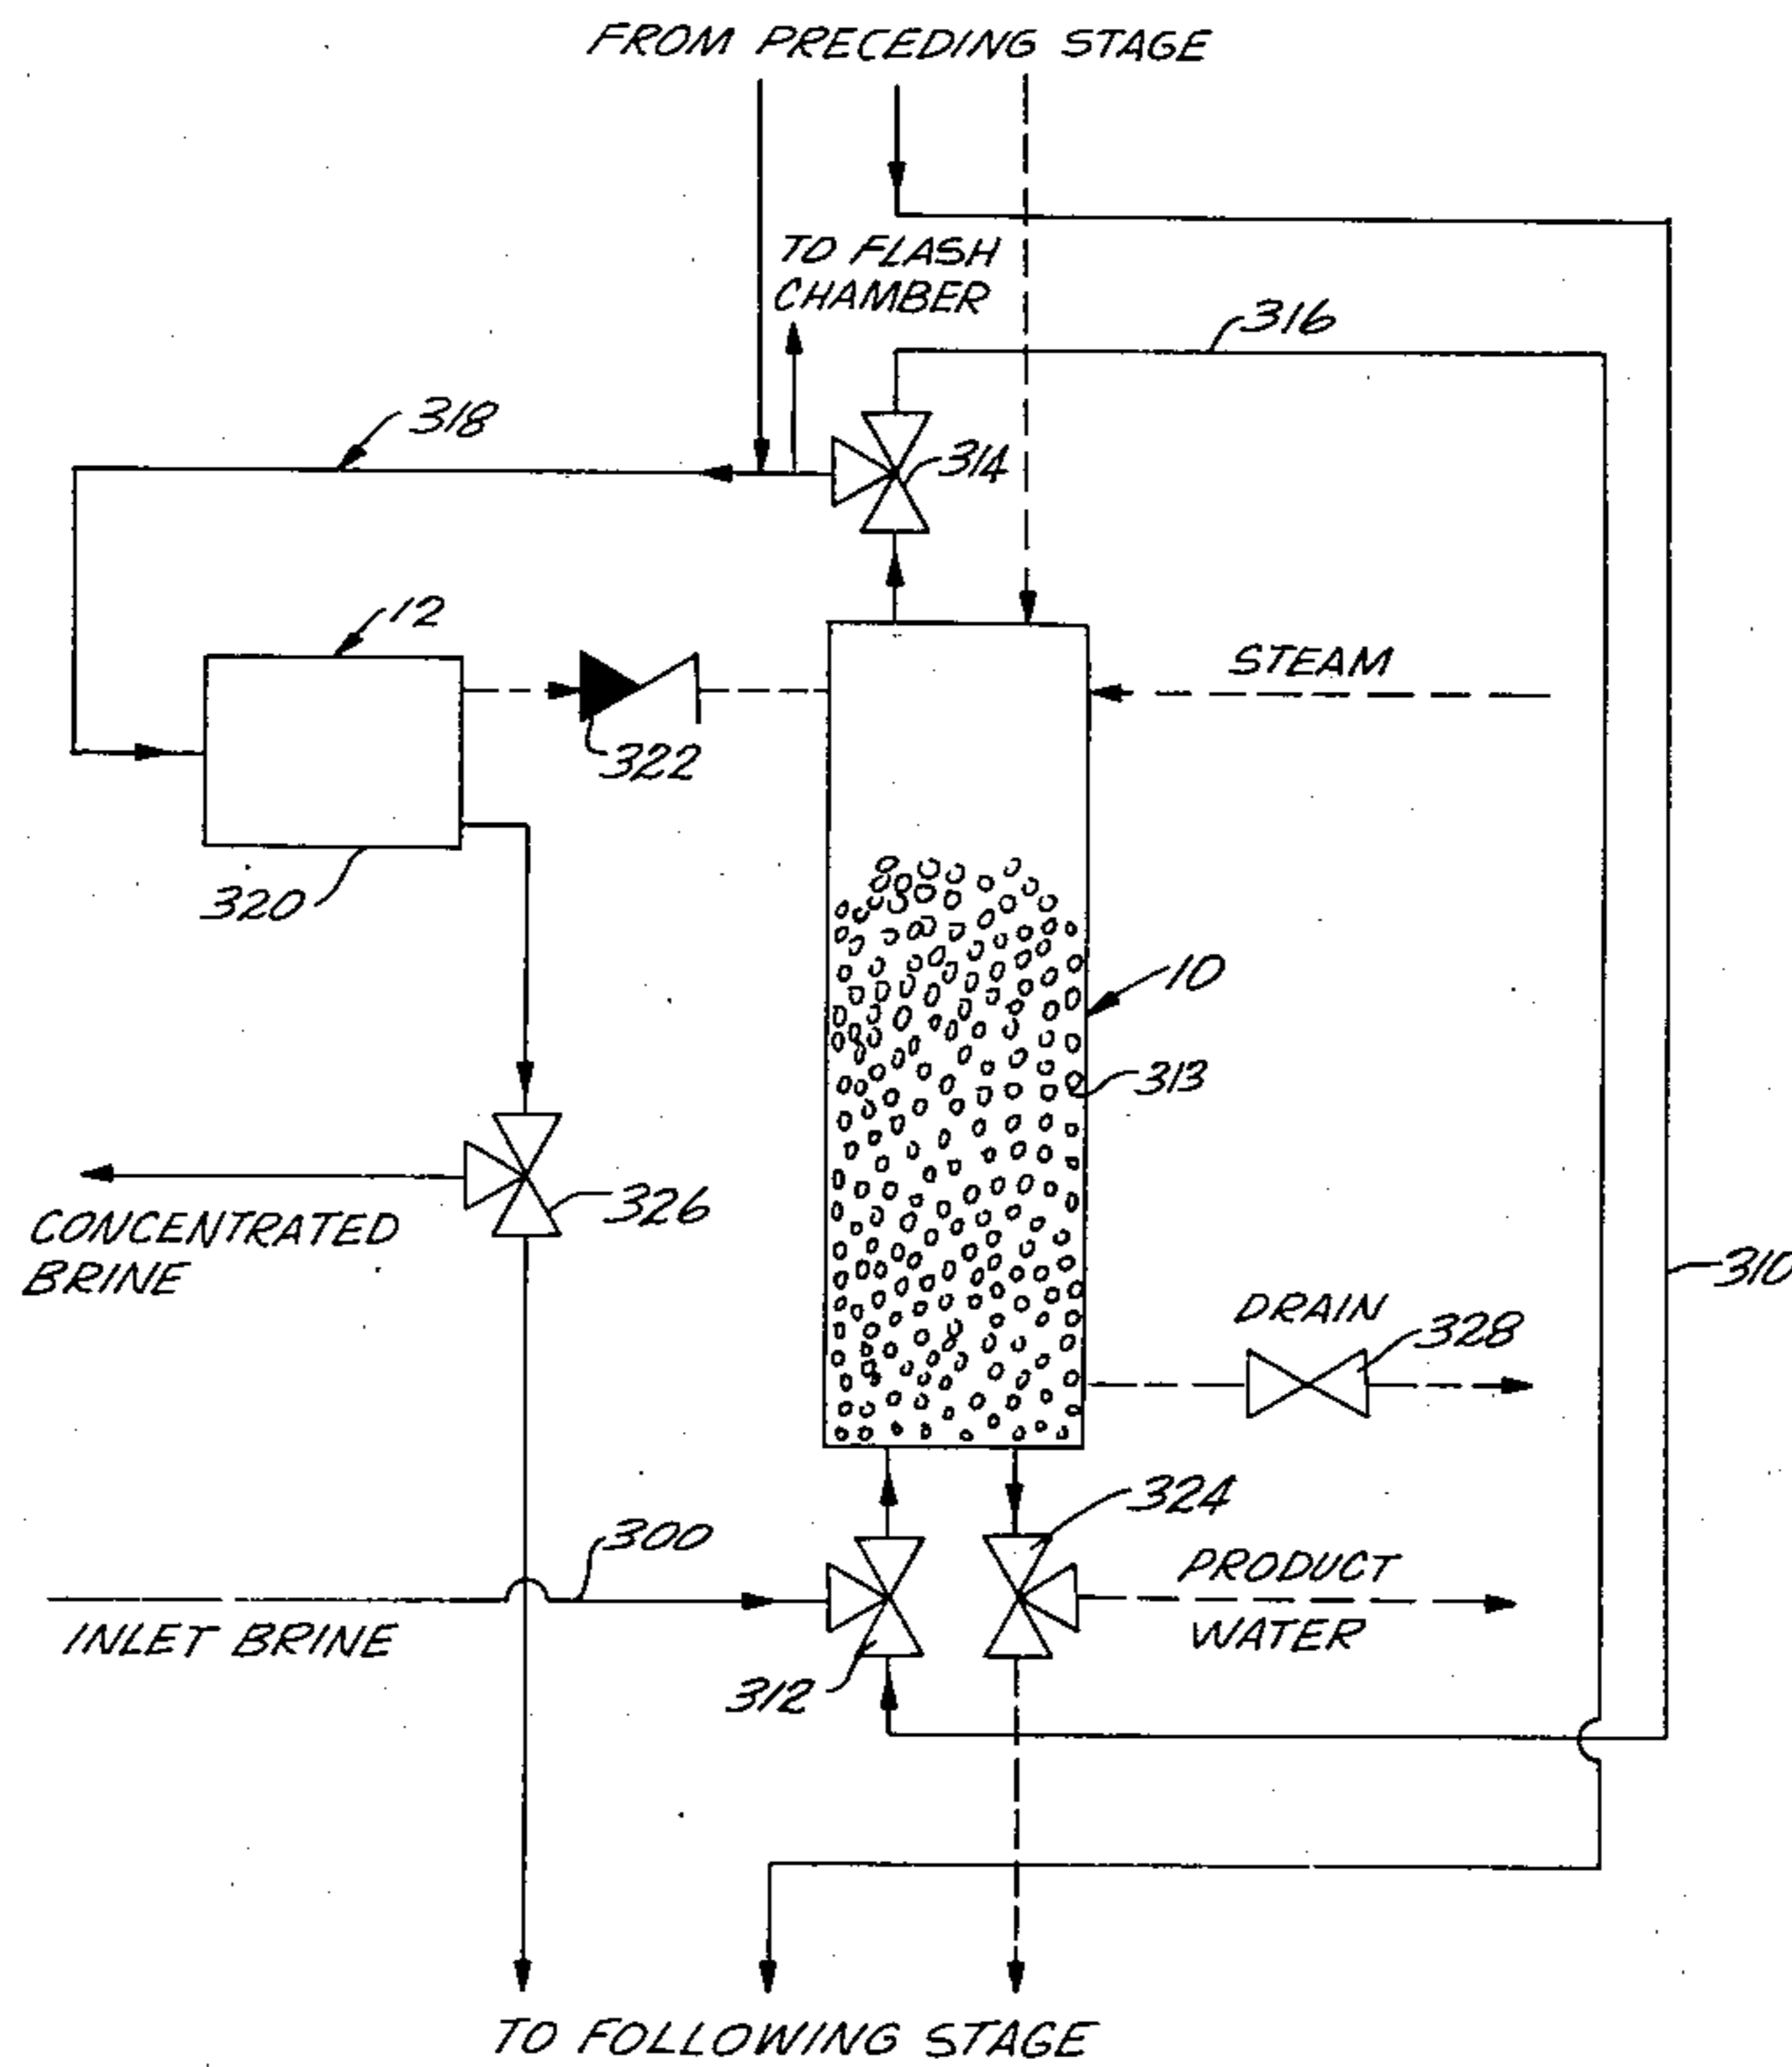 FROM PRECEDING STAGE
TO FLASH
CHAMBER
316
318
314
12
STEAM
322
320
10
313
326
CONCENTRATED
BRINE
310
DRAIN
328
324
300
PRODUCT
WATER
INLET BRINE
312
TO FOLLOWING STAGE